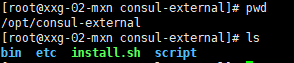 [root@xxg-02-mxn consul-external]# pwd
/opt/consul-external
[root@xxg-02-mxn consul-external]# ls
bin  etc  install.sh  script